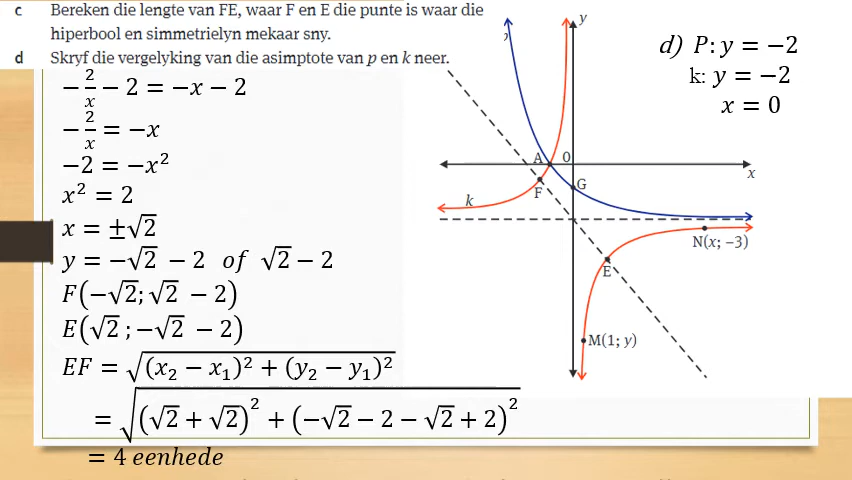 c Bereken die lengte van FE, waar F en E die punte is waar die
hiperbool en simmetrielyn mekaar sny.
d Skryf die vergelyking van die asimptote van p en k neer.
−2/x − 2 = −x − 2
−2/x = −x
−2 = −x²
x² = 2
x = ±√2
y = −√2 − 2 of √2 − 2
F(−√2; √2 − 2)
E(√2 ; −√2 − 2)
EF = √((x₂ − x₁)² + (y₂ − y₁)²)
= √((√2 + √2)² + (−√2 − 2 − √2 + 2)²)
= 4 eenhede
d) P: y = −2
k: y = −2
x = 0
y
A
O
x
G
F
k
N(x; −3)
E
M(1; y)